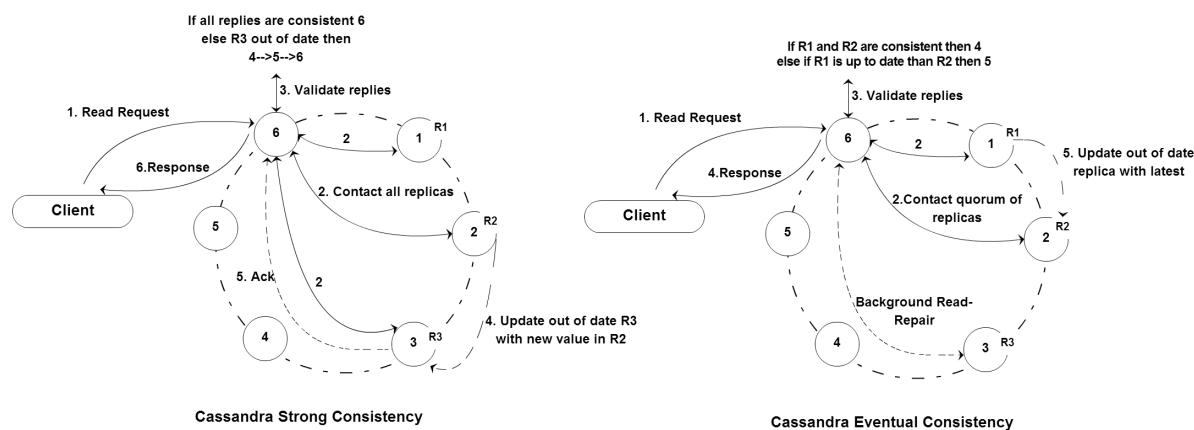 If all replies are consistent 6
else R3 out of date then
4-->5-->6
3. Validate replies
1. Read Request
6
2
1
R1
6.Response
2. Contact all replicas
Client
5
2
R2
5. Ack
2
4
3
R3
4. Update out of date R3
with new value in R2
Cassandra Strong Consistency
If R1 and R2 are consistent then 4
else if R1 is up to date than R2 then 5
3. Validate replies
1. Read Request
6
2
1
R1
5. Update out of date
replica with latest
4.Response
2.Contact quorum of
replicas
Client
5
2
R2
Background Read-
Repair
4
3
R3
Cassandra Eventual Consistency